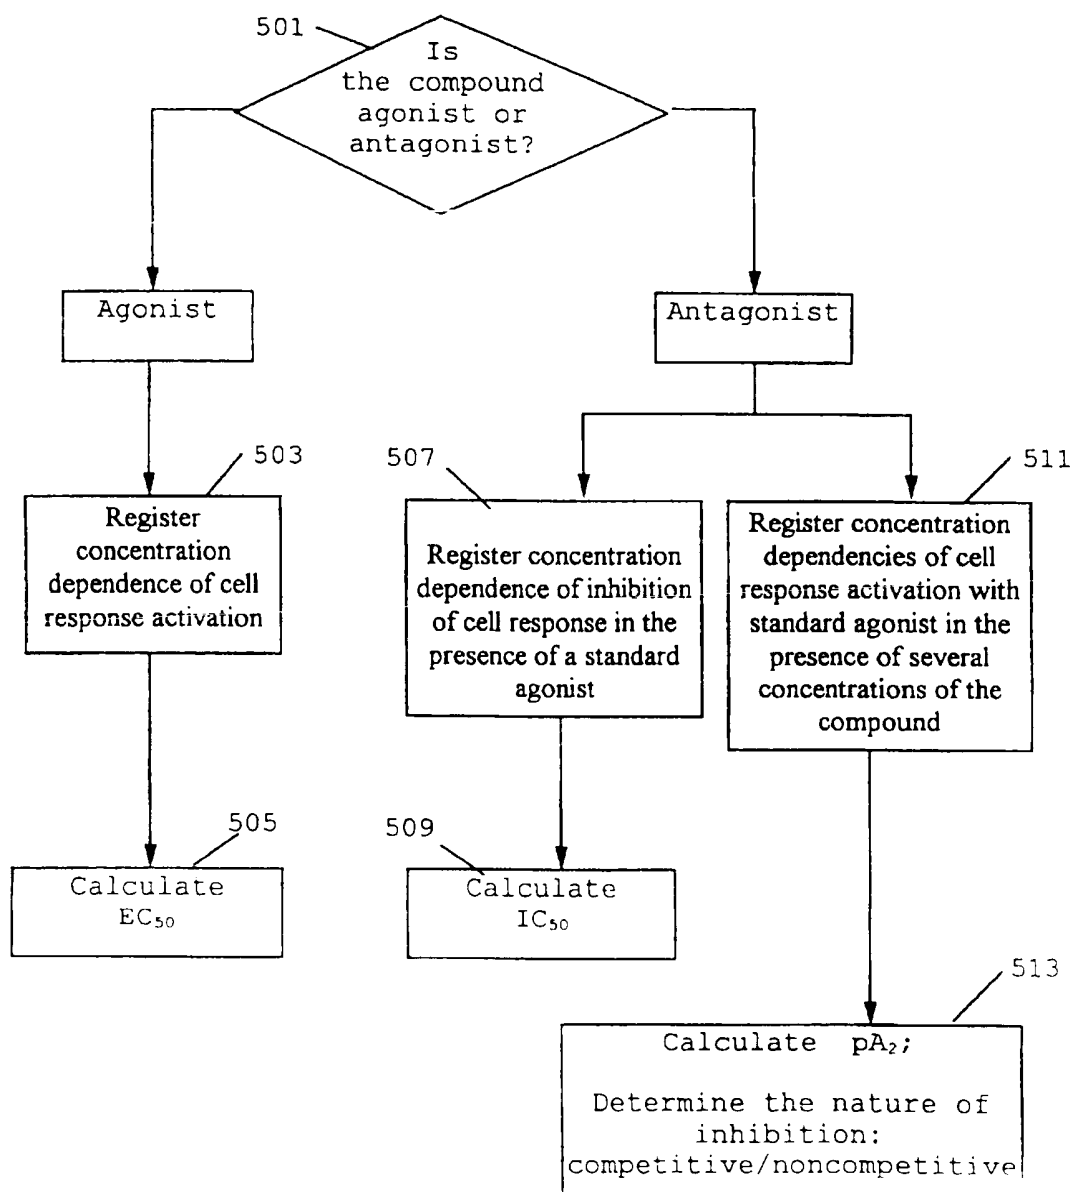 501
Is
the compound
agonist or
antagonist?
Agonist
Antagonist
503
Register
concentration
dependence of cell
response activation
507
Register concentration
dependence of inhibition
of cell response in the
presence of a standard
agonist
511
Register concentration
dependencies of cell
response activation with
standard agonist in the
presence of several
concentrations of the
compound
505
Calculate
EC₅₀
509
Calculate
IC₅₀
513
Calculate pA₂;
Determine the nature of
inhibition:
competitive/noncompetitive